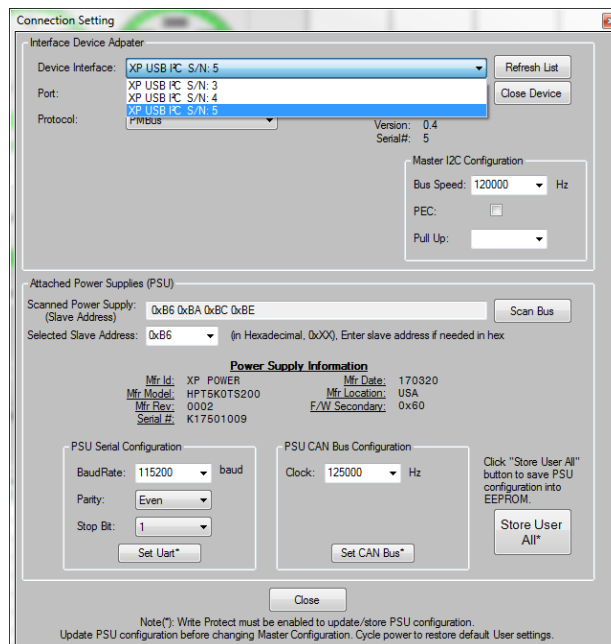 Connection Setting
Interface Device Adpater
Device Interface: XP USB I²C S/N: 5 Refresh List
XP USB I²C S/N: 3
XP USB I²C S/N: 4
XP USB I²C S/N: 5
Port: Close Device
Protocol: PMBus
Version: 0.4
Serial#: 5
Master I2C Configuration
Bus Speed: 120000 Hz
PEC:
Pull Up:
Attached Power Supplies (PSU)
Scanned Power Supply: 0xB6 0xBA 0xBC 0xBE Scan Bus
(Slave Address)
Selected Slave Address: 0xB6 (in Hexadecimal, 0xXX), Enter slave address if needed in hex
Power Supply Information
Mfr Id: XP POWER Mfr Date: 170320
Mfr Model: HPT5K0TS200 Mfr Location: USA
Mfr Rev: 0002 F/W Secondary: 0x60
Serial #: K17501009
PSU Serial Configuration
BaudRate: 115200 baud
Parity: Even
Stop Bit: 1
Set Uart*
PSU CAN Bus Configuration
Clock: 125000 Hz
Set CAN Bus*
Click "Store User All"
button to save PSU
configuration into
EEPROM.
Store User
All*
Close
Note(*): Write Protect must be enabled to update/store PSU configuration.
Update PSU configuration before changing Master Configuration. Cycle power to restore default User settings.